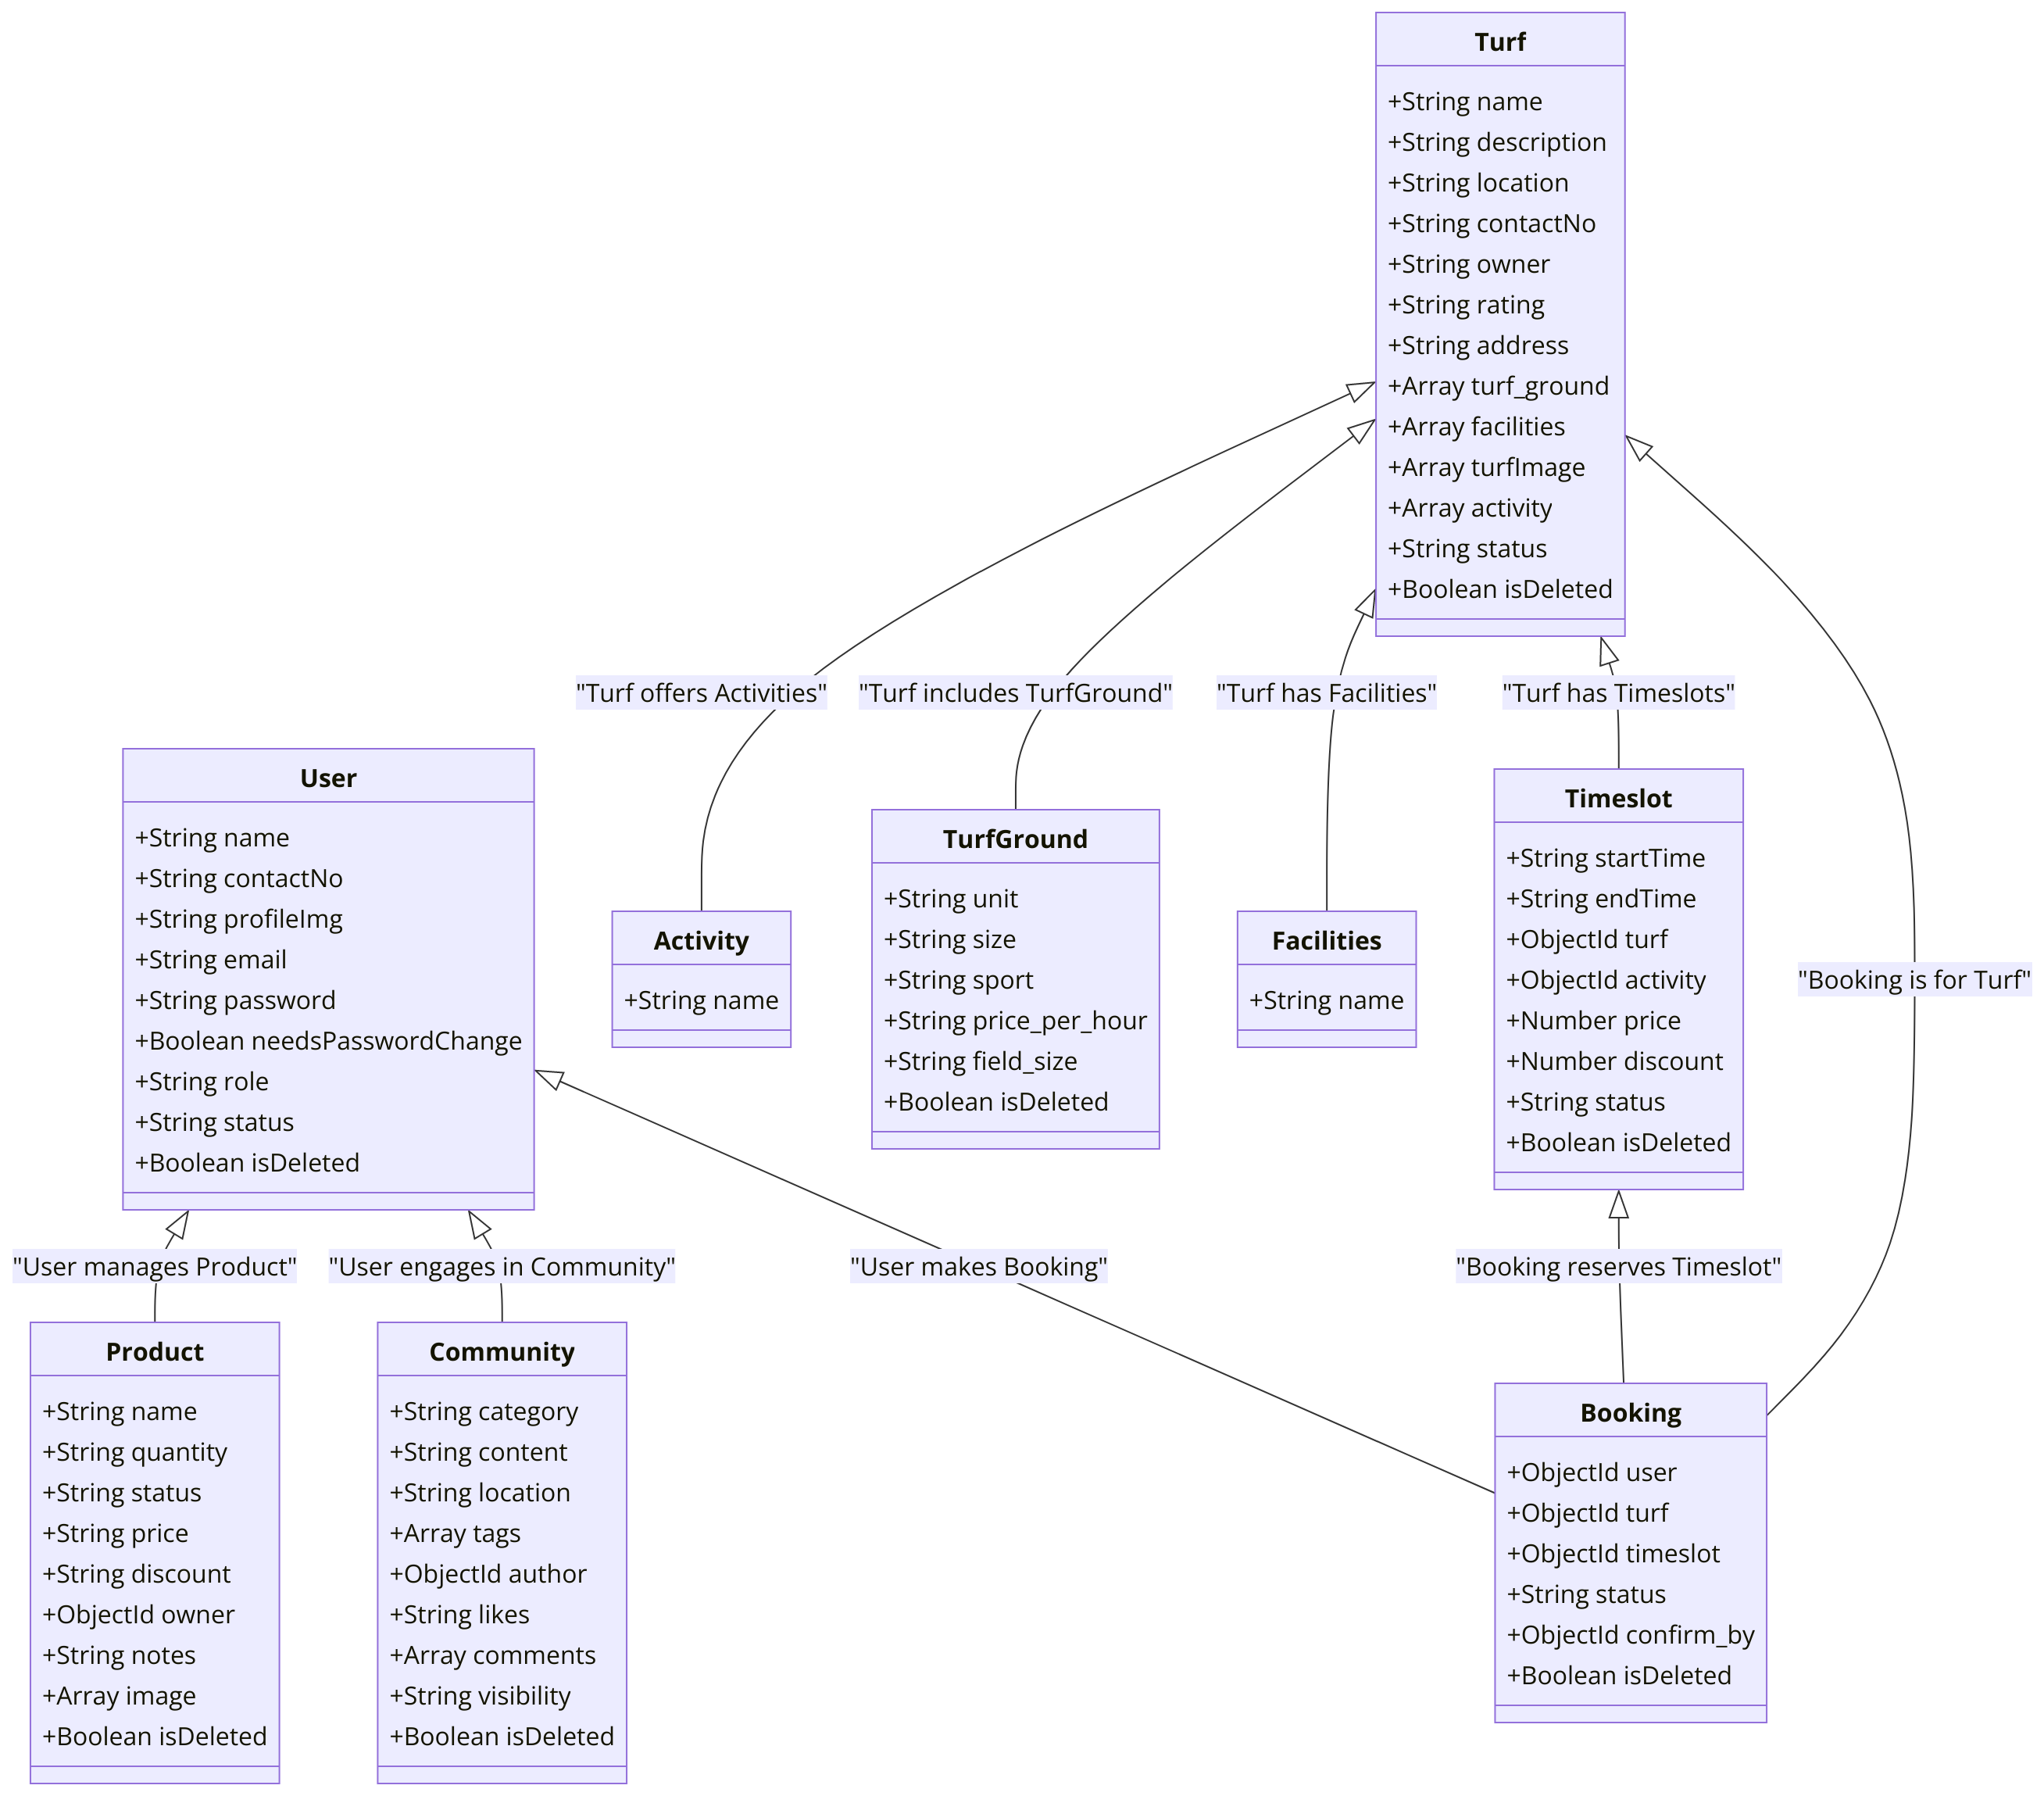 Turf
+String name
+String description
+String location
+String contactNo
+String owner
+String rating
+String address
+Array turf_ground
+Array facilities
+Array turfImage
+Array activity
+String status
+Boolean isDeleted
"Turf offers Activities"
"Turf includes TurfGround"
"Turf has Facilities"
"Turf has Timeslots"
User
+String name
+String contactNo
+String profileImg
+String email
+String password
+Boolean needsPasswordChange
+String role
+String status
+Boolean isDeleted
Activity
+String name
TurfGround
+String unit
+String size
+String sport
+String price_per_hour
+String field_size
+Boolean isDeleted
Facilities
+String name
Timeslot
+String startTime
+String endTime
+ObjectId turf
+ObjectId activity
+Number price
+Number discount
+String status
+Boolean isDeleted
"Booking is for Turf"
"User manages Product"
"User engages in Community"
"User makes Booking"
"Booking reserves Timeslot"
Product
+String name
+String quantity
+String status
+String price
+String discount
+ObjectId owner
+String notes
+Array image
+Boolean isDeleted
Community
+String category
+String content
+String location
+Array tags
+ObjectId author
+String likes
+Array comments
+String visibility
+Boolean isDeleted
Booking
+ObjectId user
+ObjectId turf
+ObjectId timeslot
+String status
+ObjectId confirm_by
+Boolean isDeleted